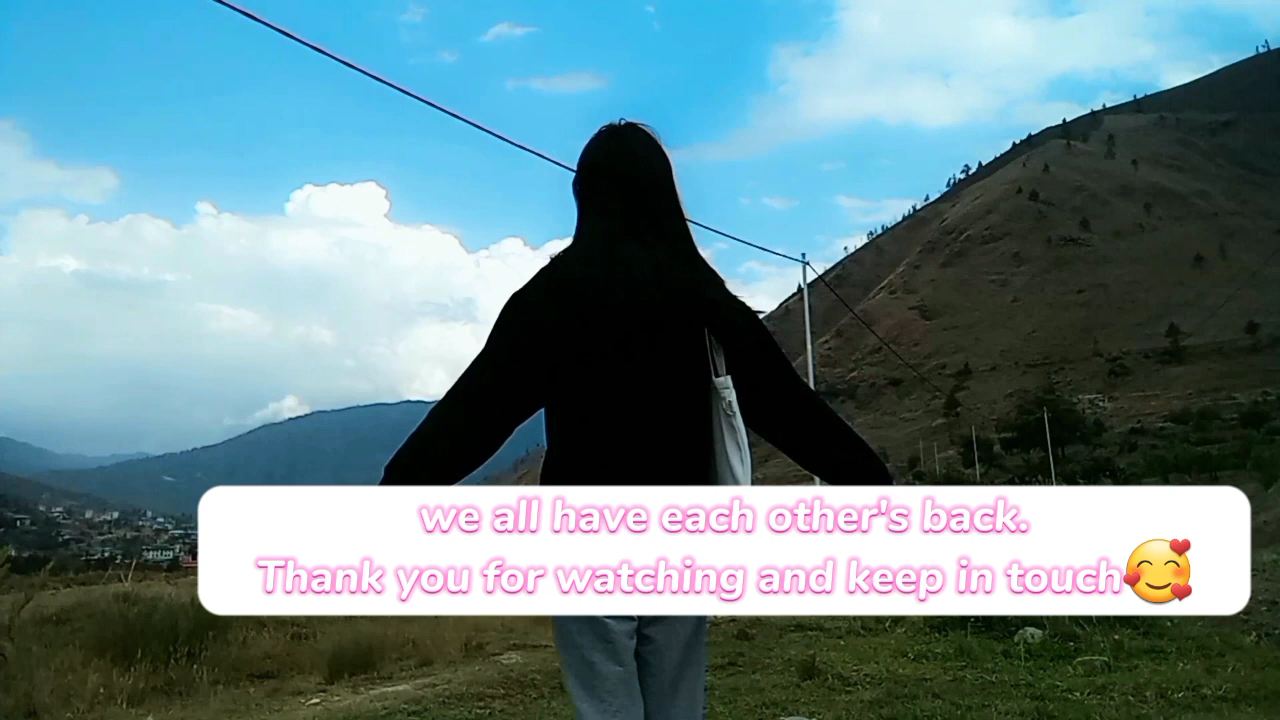 we all have each other's back.
Thank you for watching and keep in touch🥰